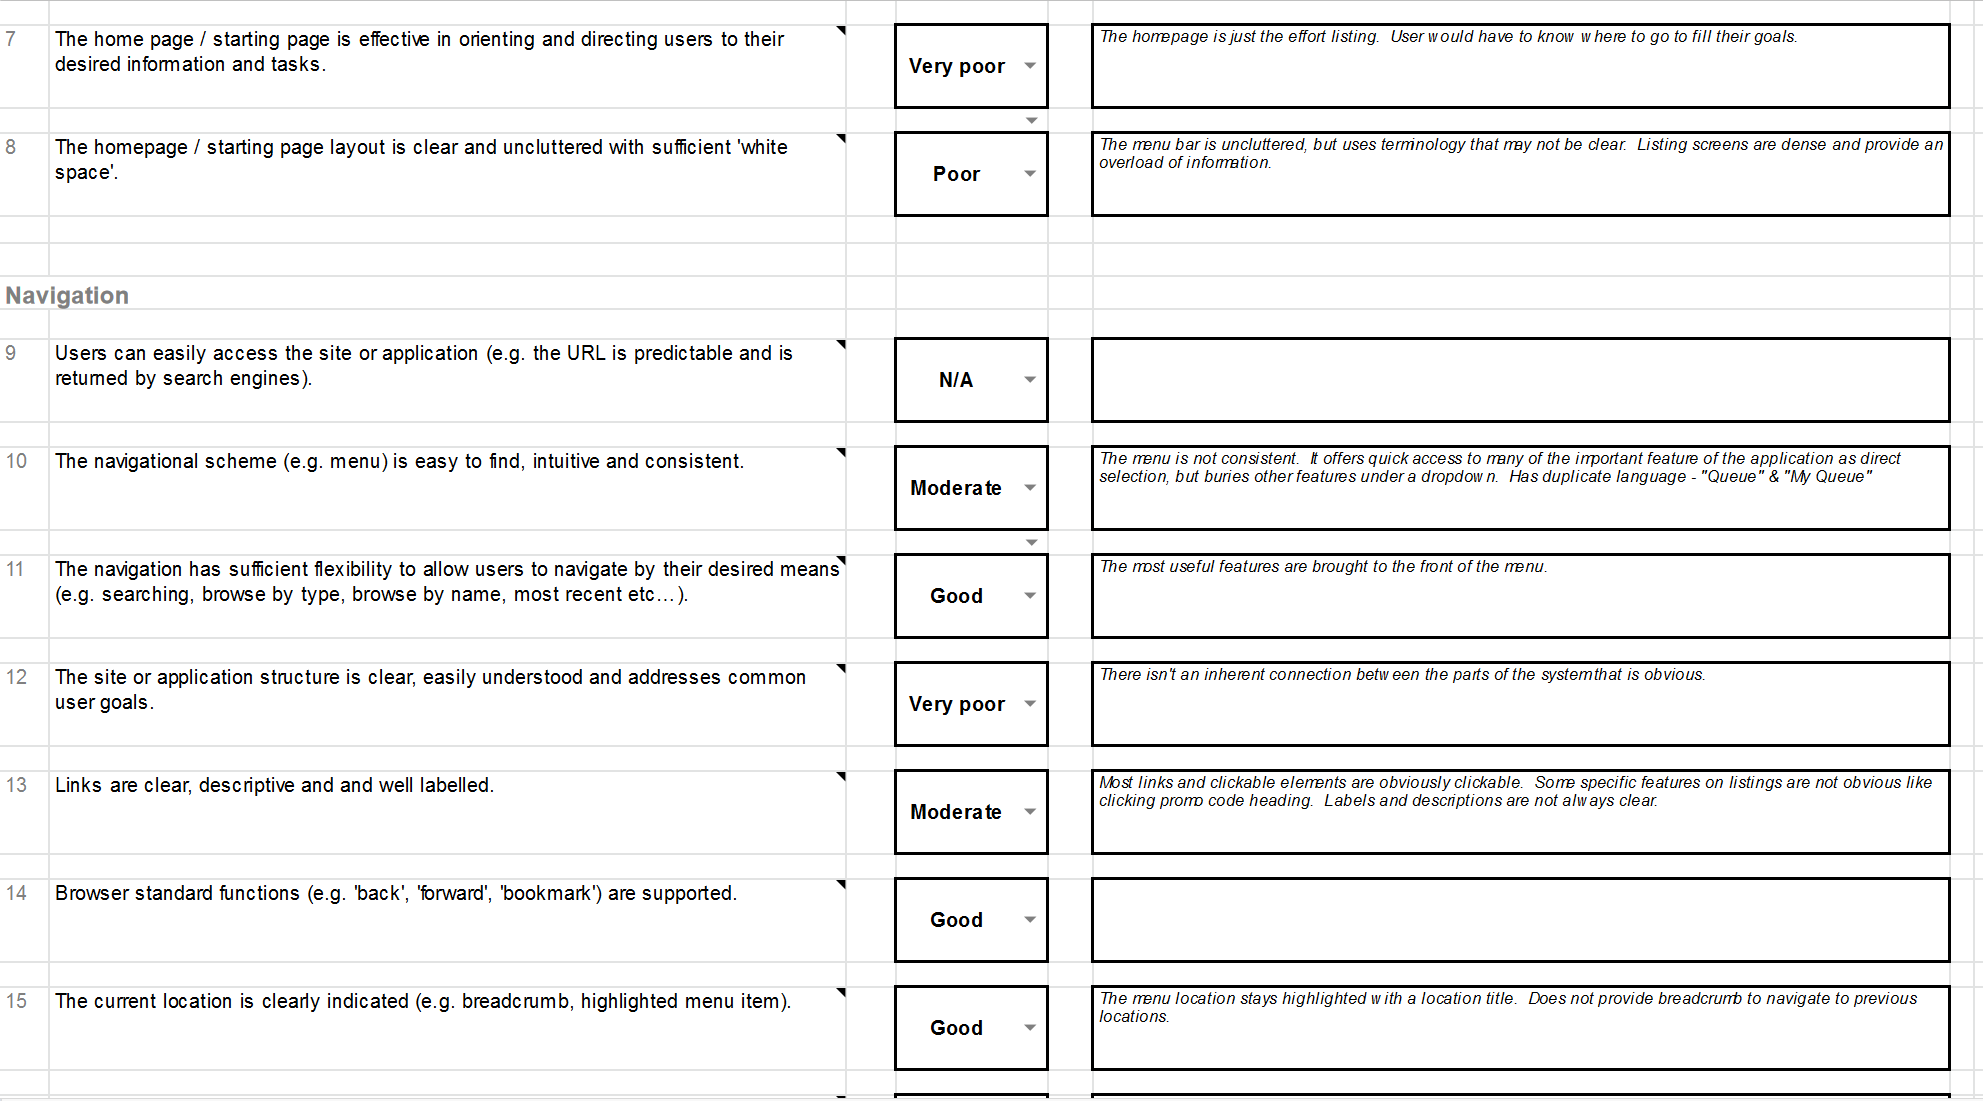 7
The home page / starting page is effective in orienting and directing users to their
desired information and tasks.
Very poor
The homepage is just the effort listing.  User would have to know where to go to fill their goals.
8
The homepage / starting page layout is clear and uncluttered with sufficient 'white
space'.
Poor
The menu bar is uncluttered, but uses terminology that may not be clear.  Listing screens are dense and provide an
overload of information.
Navigation
9
Users can easily access the site or application (e.g. the URL is predictable and is
returned by search engines).
N/A
10
The navigational scheme (e.g. menu) is easy to find, intuitive and consistent.
Moderate
The menu is not consistent.  It offers quick access to many of the important feature of the application as direct
selection, but buries other features under a dropdown.  Has duplicate language - "Queue" & "My Queue"
11
The navigation has sufficient flexibility to allow users to navigate by their desired means
(e.g. searching, browse by type, browse by name, most recent etc…).
Good
The most useful features are brought to the front of the menu.
12
The site or application structure is clear, easily understood and addresses common
user goals.
Very poor
There isn't an inherent connection between the parts of the system that is obvious.
13
Links are clear, descriptive and and well labelled.
Moderate
Most links and clickable elements are obviously clickable.  Some specific features on listings are not obvious like
clicking promo code heading.  Labels and descriptions are not always clear.
14
Browser standard functions (e.g. 'back', 'forward', 'bookmark') are supported.
Good
15
The current location is clearly indicated (e.g. breadcrumb, highlighted menu item).
Good
The menu location stays highlighted with a location title.  Does not provide breadcrumb to navigate to previous
locations.